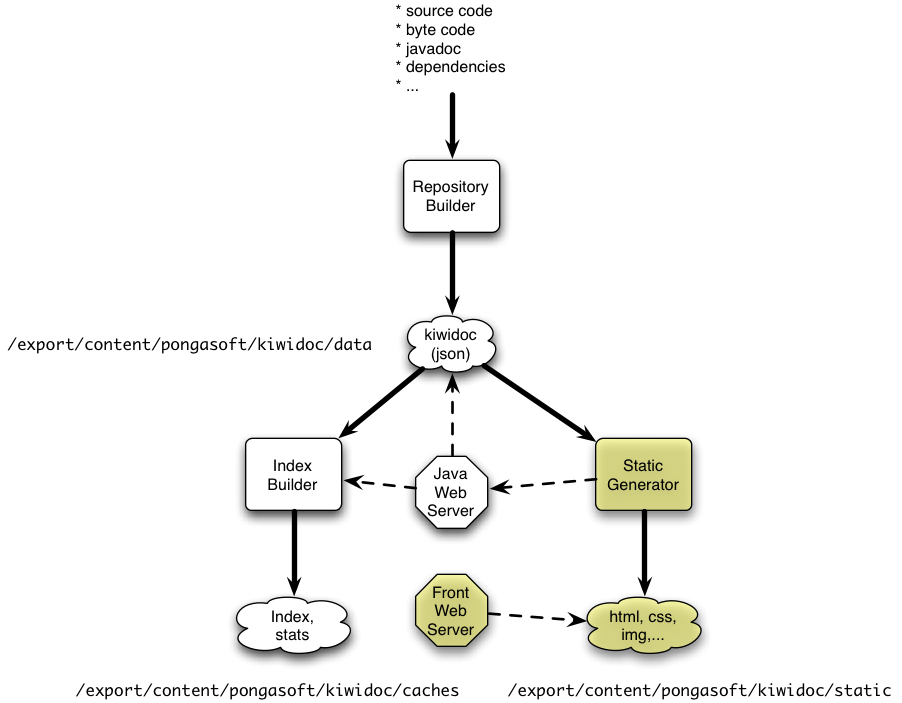 * source code
* byte code
* javadoc
* dependencies
* ...
Repository
Builder
/export/content/pongasoft/kiwidoc/data
kiwidoc
(json)
Index
Builder
Java
Web
Server
Static
Generator
Index,
stats
Front
Web
Server
html, css,
img,...
/export/content/pongasoft/kiwidoc/caches
/export/content/pongasoft/kiwidoc/static